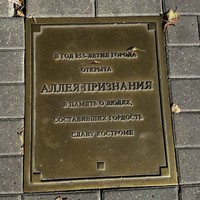 В ГОД 855-ЛЕТИЯ ГОРОДА
ОТКРЫТА
АЛЛЕЯ ПРИЗНАНИЯ
В ПАМЯТЬ О ЛЮДЯХ,
СОСТАВИВШИХ ГОРДОСТЬ
И СЛАВУ КОСТРОМЫ